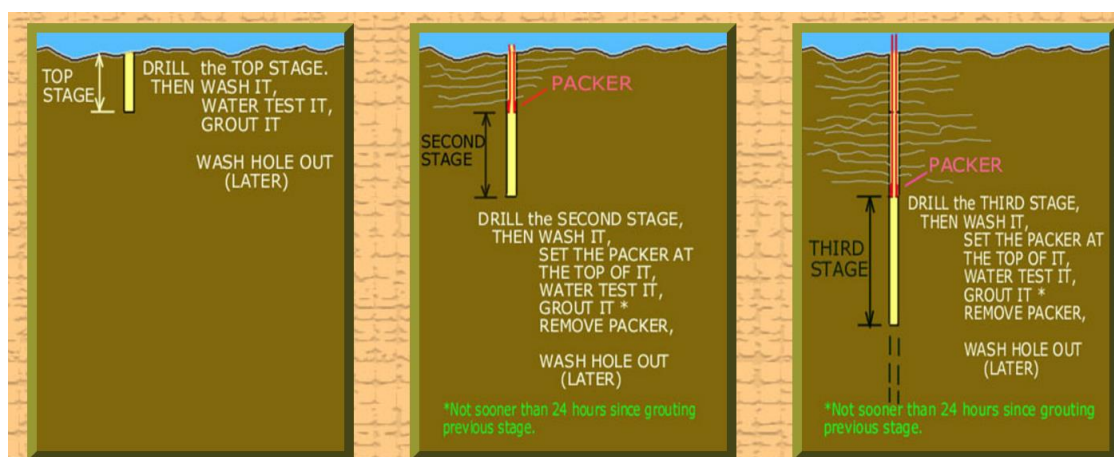 TOP
STAGE
DRILL the TOP STAGE.
THEN WASH IT,
WATER TEST IT,
GROUT IT
WASH HOLE OUT
(LATER)
PACKER
SECOND
STAGE
DRILL the SECOND STAGE,
THEN WASH IT,
SET THE PACKER AT
THE TOP OF IT,
WATER TEST IT,
GROUT IT *
REMOVE PACKER,
WASH HOLE OUT
(LATER)
*Not sooner than 24 hours since grouting
previous stage.
PACKER
THIRD
STAGE
DRILL the THIRD STAGE,
THEN WASH IT,
SET THE PACKER AT
THE TOP OF IT,
WATER TEST IT,
GROUT IT *
REMOVE PACKER,
WASH HOLE OUT
(LATER)
*Not sooner than 24 hours since grouting
previous stage.